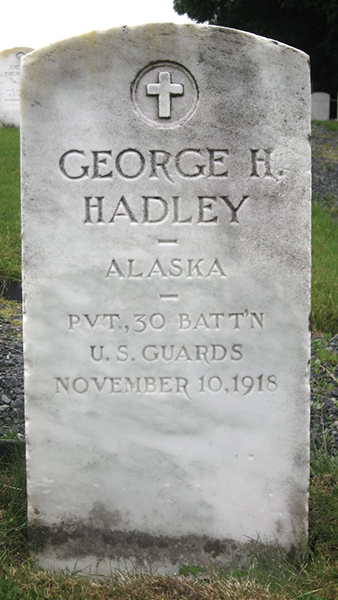 GEORGE H.
HADLEY
ALASKA
PVT., 30 BATT'N
U. S. GUARDS
NOVEMBER 10, 1918